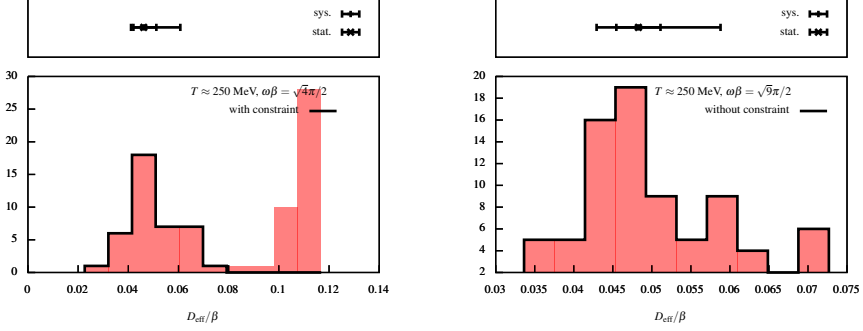 sys.
stat.
30
25
20
15
10
5
0
T ≈ 250 MeV, ωβ = √4π/2
with constraint
0 0.02 0.04 0.06 0.08 0.1 0.12 0.14
D_eff/β
sys.
stat.
20
18
16
14
12
10
8
6
4
2
T ≈ 250 MeV, ωβ = √9π/2
without constraint
0.03 0.035 0.04 0.045 0.05 0.055 0.06 0.065 0.07 0.075
D_eff/β